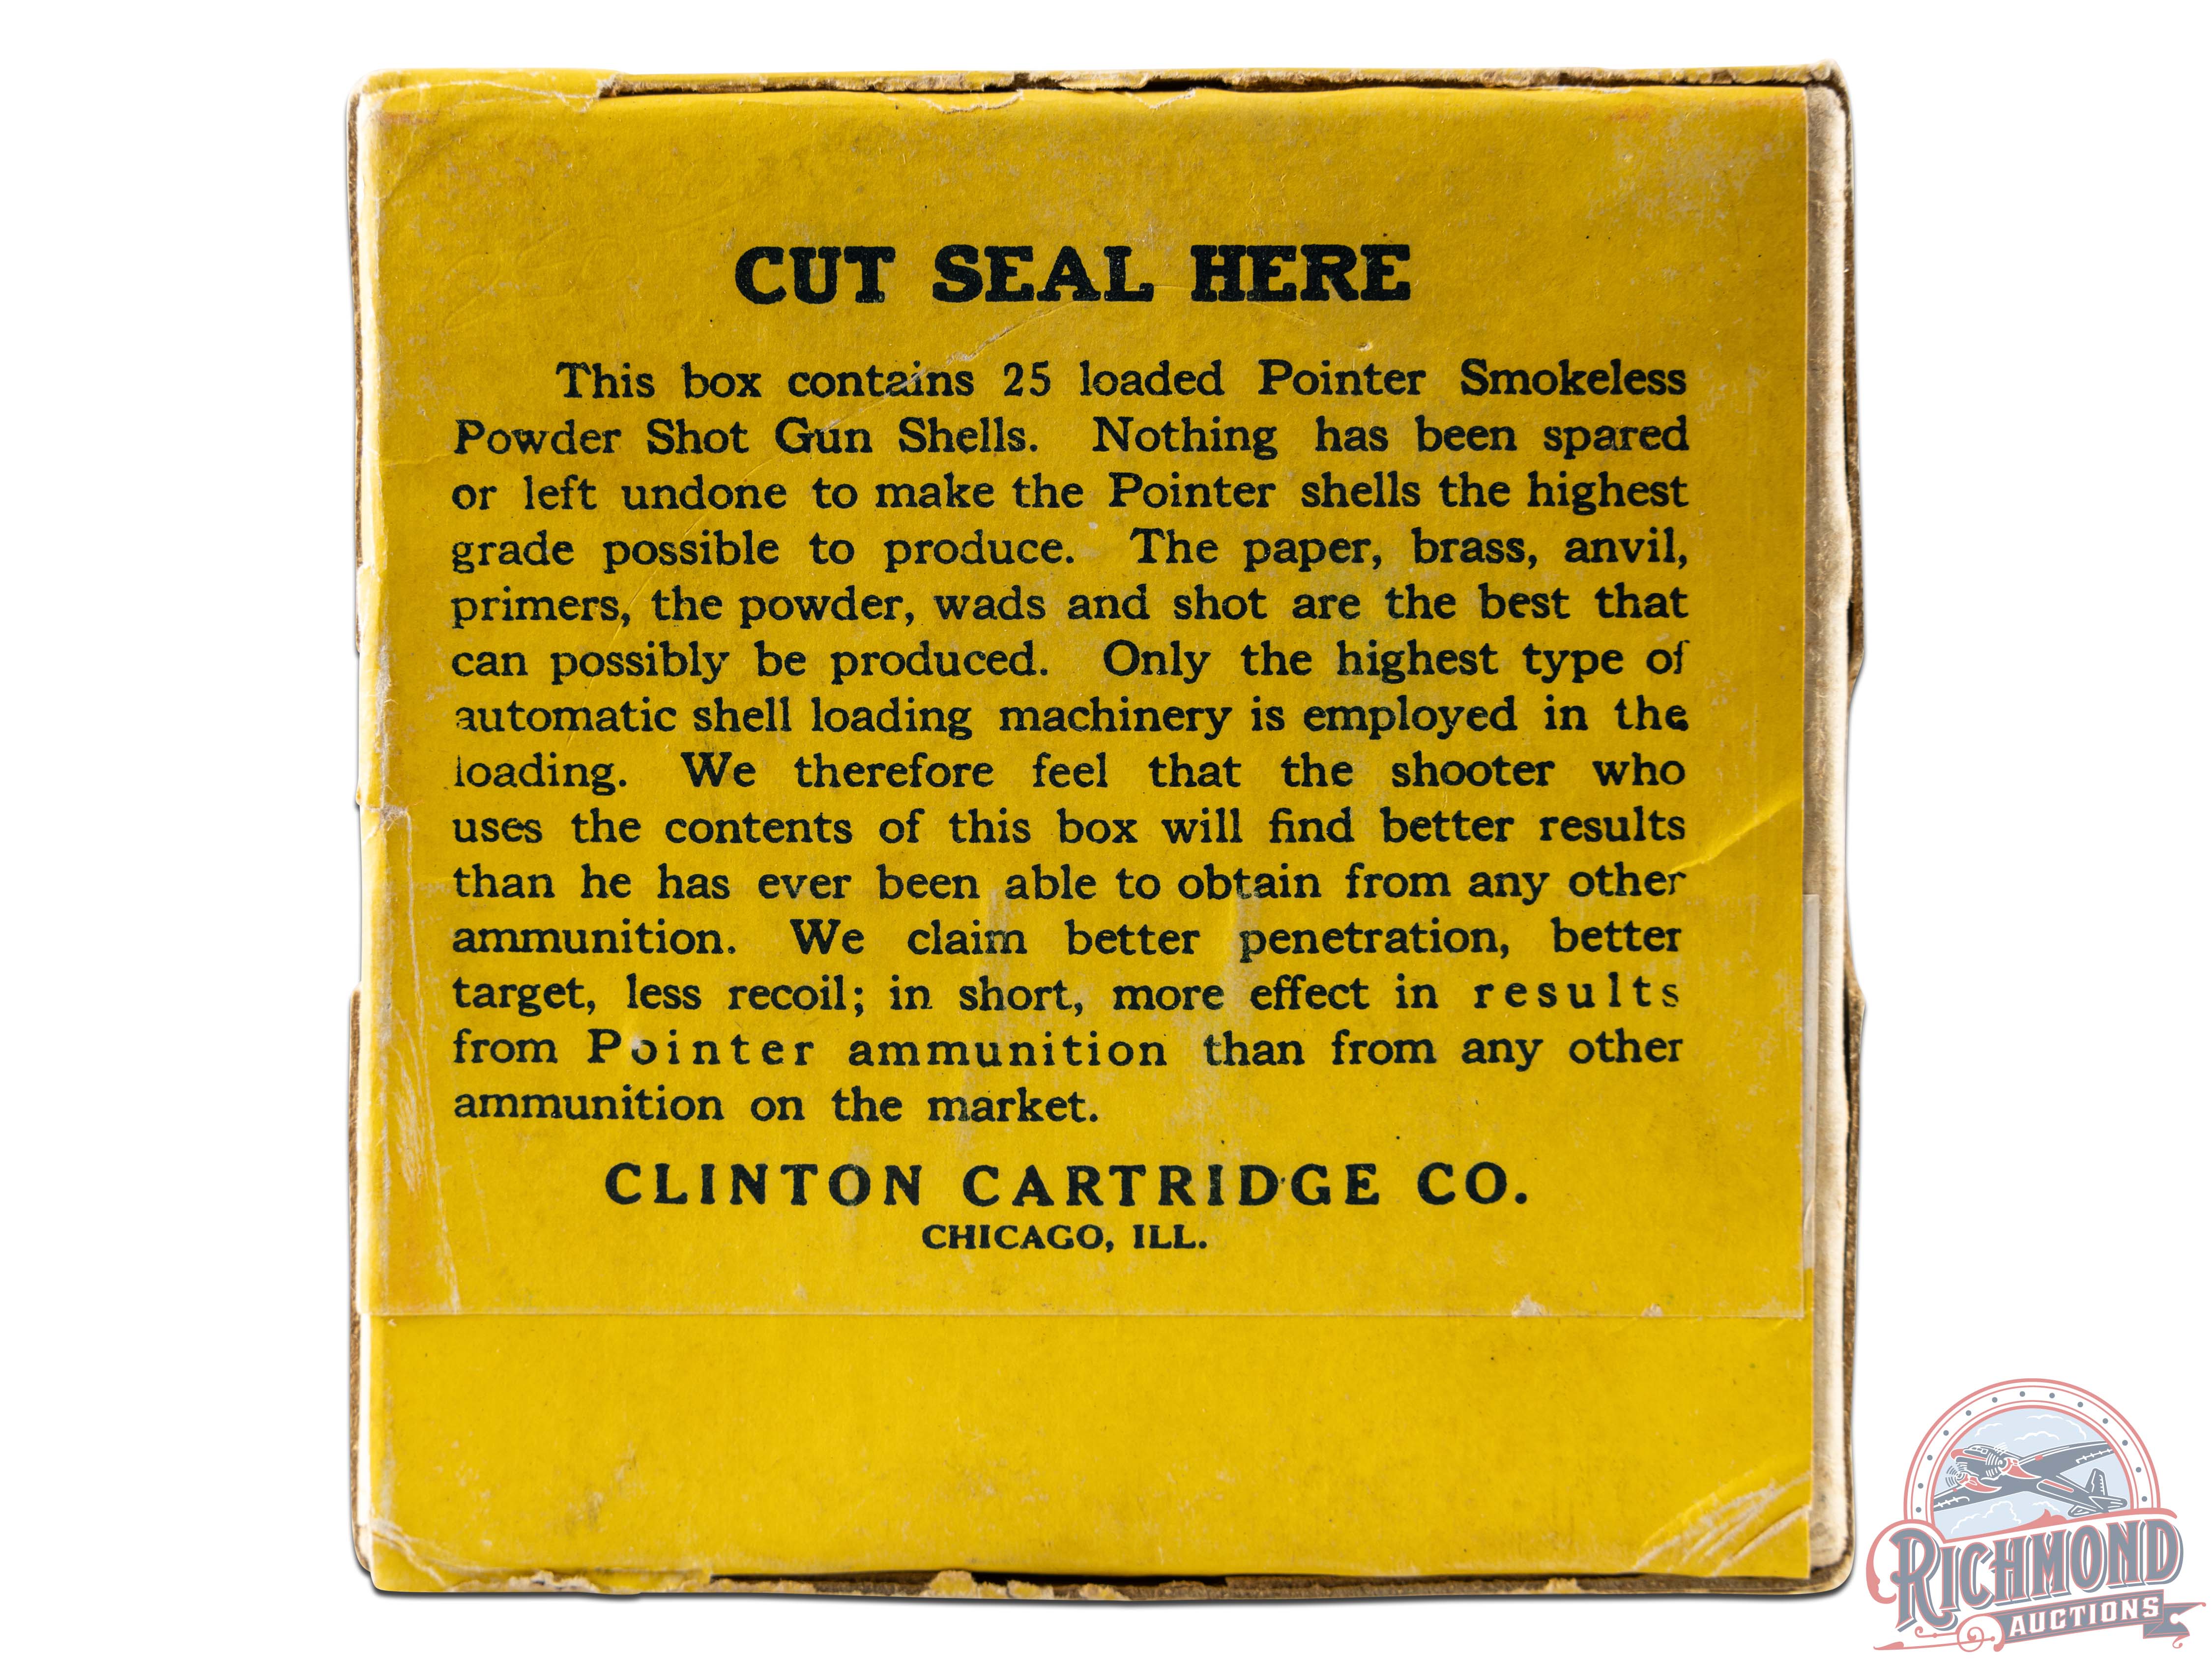 CUT SEAL HERE
This box contains 25 loaded Pointer Smokeless
Powder Shot Gun Shells. Nothing has been spared
or left undone to make the Pointer shells the highest
grade possible to produce. The paper, brass, anvil,
primers, the powder, wads and shot are the best that
can possibly be produced. Only the highest type of
automatic shell loading machinery is employed in the
loading. We therefore feel that the shooter who
uses the contents of this box will find better results
than he has ever been able to obtain from any other
ammunition. We claim better penetration, better
target, less recoil; in short, more effect in results
from Pointer ammunition than from any other
ammunition on the market.
CLINTON CARTRIDGE CO.
CHICAGO, ILL.
RICHMOND
AUCTIONS